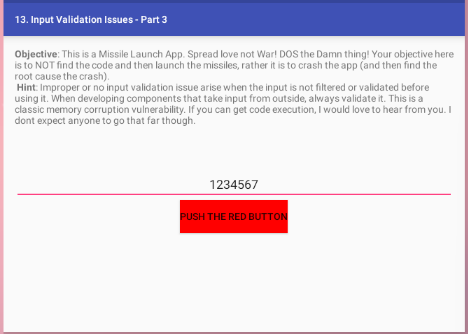 13. Input Validation Issues - Part 3
Objective: This is a Missile Launch App. Spread love not War! DOS the Damn thing! Your objective here
is to NOT find the code and then launch the missiles, rather it is to crash the app (and then find the
root cause the crash).
Hint: Improper or no input validation issue arise when the input is not filtered or validated before
using it. When developing components that take input from outside, always validate it. This is a
classic memory corruption vulnerability. If you can get code execution, I would love to hear from you. I
dont expect anyone to go that far though.
1234567
PUSH THE RED BUTTON